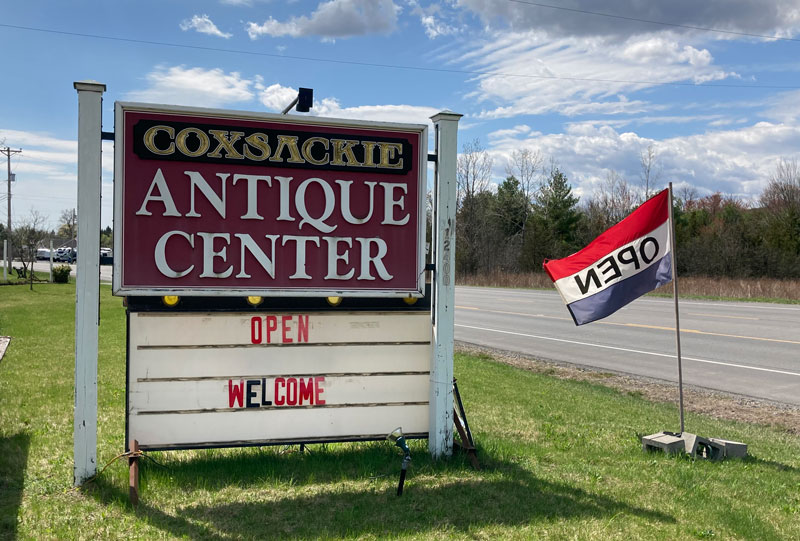 COXSACKIE
ANTIQUE
CENTER
OPEN
WELCOME
OPEN